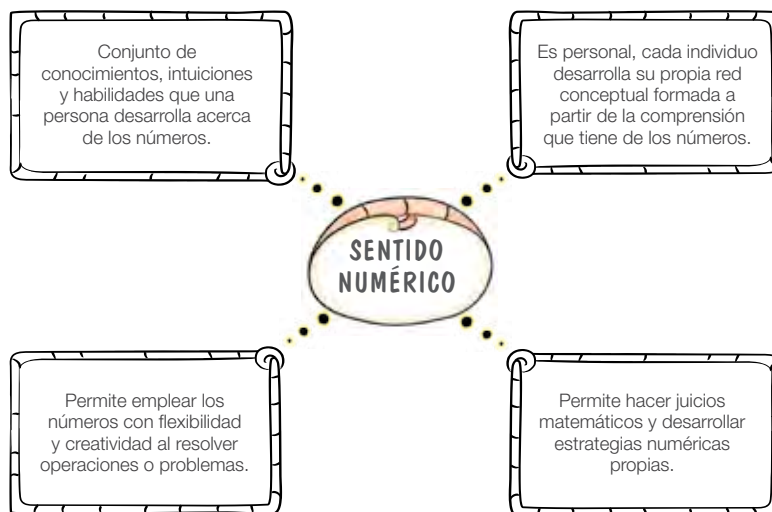 Conjunto de
conocimientos, intuiciones
y habilidades que una
persona desarrolla acerca
de los números.
Es personal, cada individuo
desarrolla su propia red
conceptual formada a
partir de la comprensión
que tiene de los números.
SENTIDO
NUMÉRICO
Permite emplear los
números con flexibilidad
y creatividad al resolver
operaciones o problemas.
Permite hacer juicios
matemáticos y desarrollar
estrategias numéricas
propias.